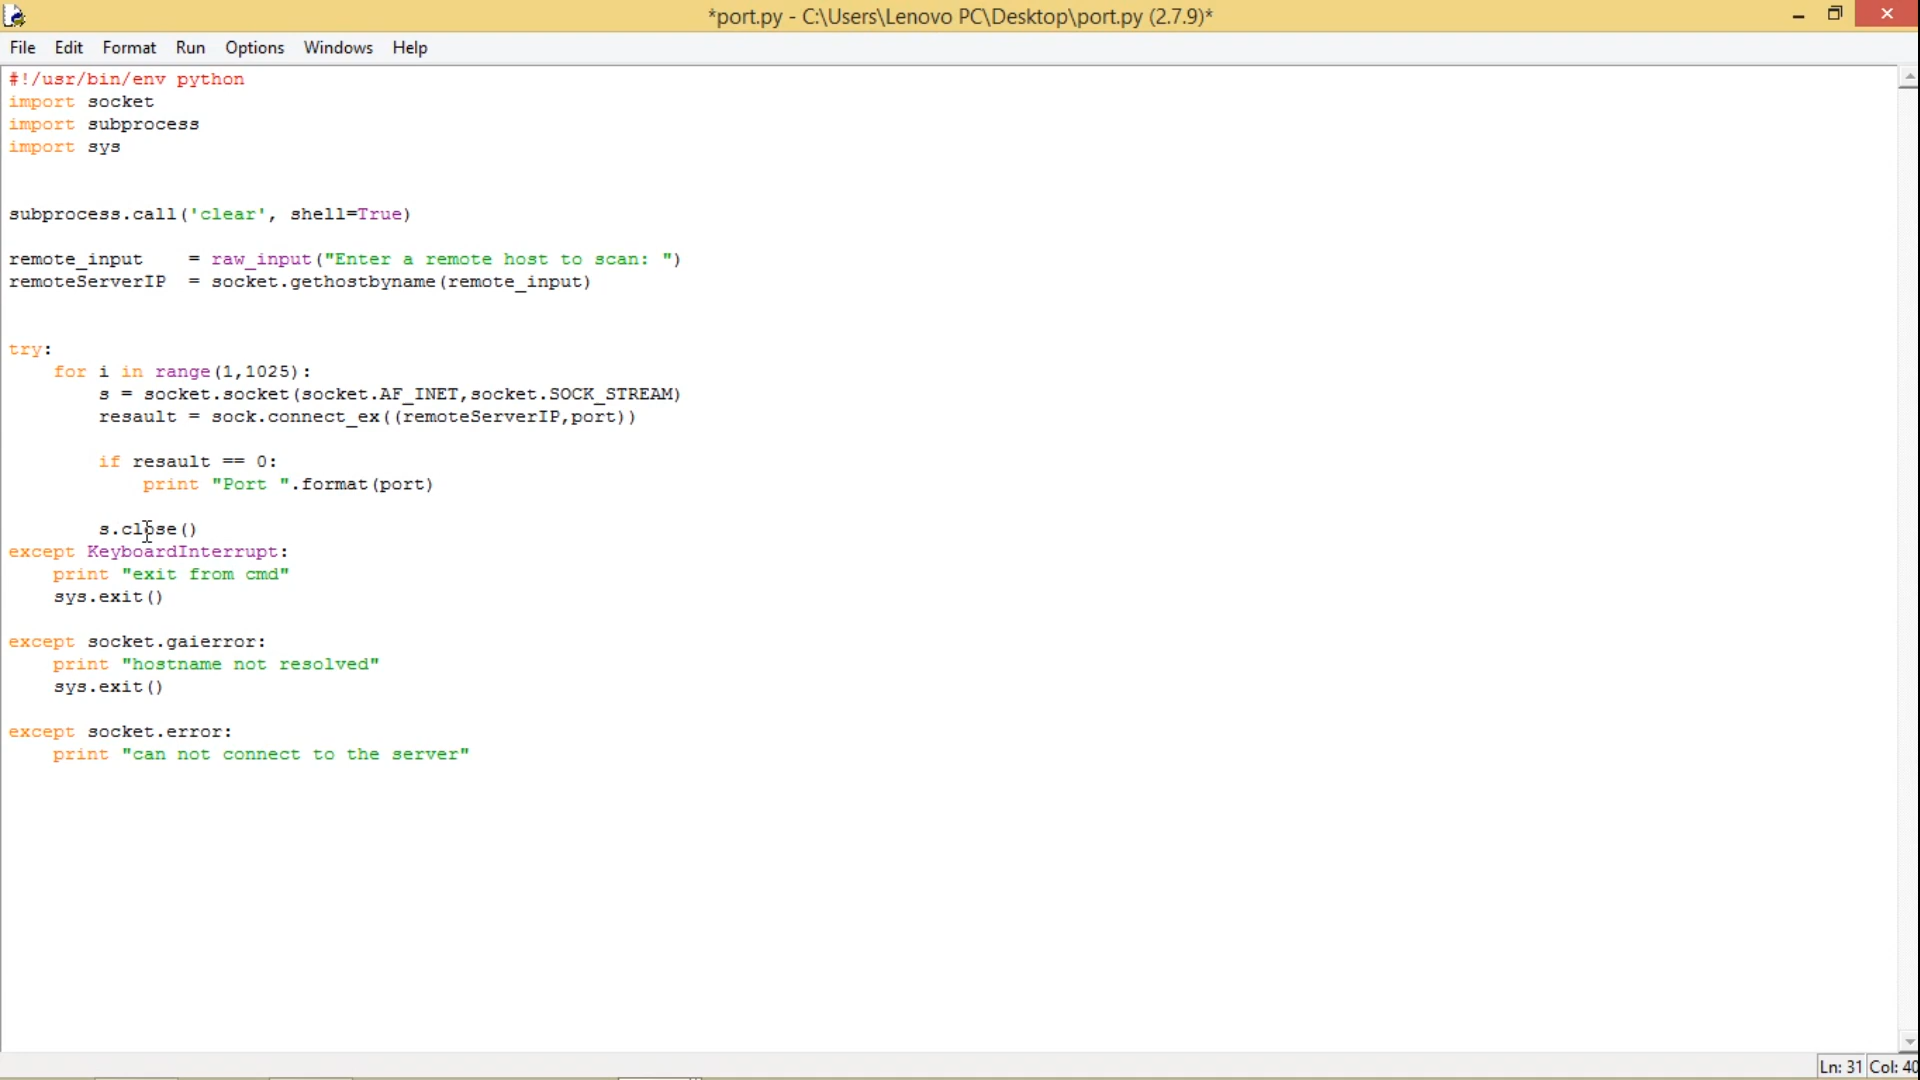 *port.py - C:\Users\Lenovo PC\Desktop\port.py (2.7.9)*
File Edit Format Run Options Windows Help
#!/usr/bin/env python
import socket
import subprocess
import sys
subprocess.call('clear', shell=True)
remote_input    = raw_input("Enter a remote host to scan: ")
remoteServerIP  = socket.gethostbyname(remote_input)
try:
    for i in range(1,1025):
        s = socket.socket(socket.AF_INET,socket.SOCK_STREAM)
        resault = sock.connect_ex((remoteServerIP,port))
        if resault == 0:
            print "Port ".format(port)
        s.close()
except KeyboardInterrupt:
    print "exit from cmd"
    sys.exit()
except socket.gaierror:
    print "hostname not resolved"
    sys.exit()
except socket.error:
    print "can not connect to the server"
Ln: 31 Col: 40